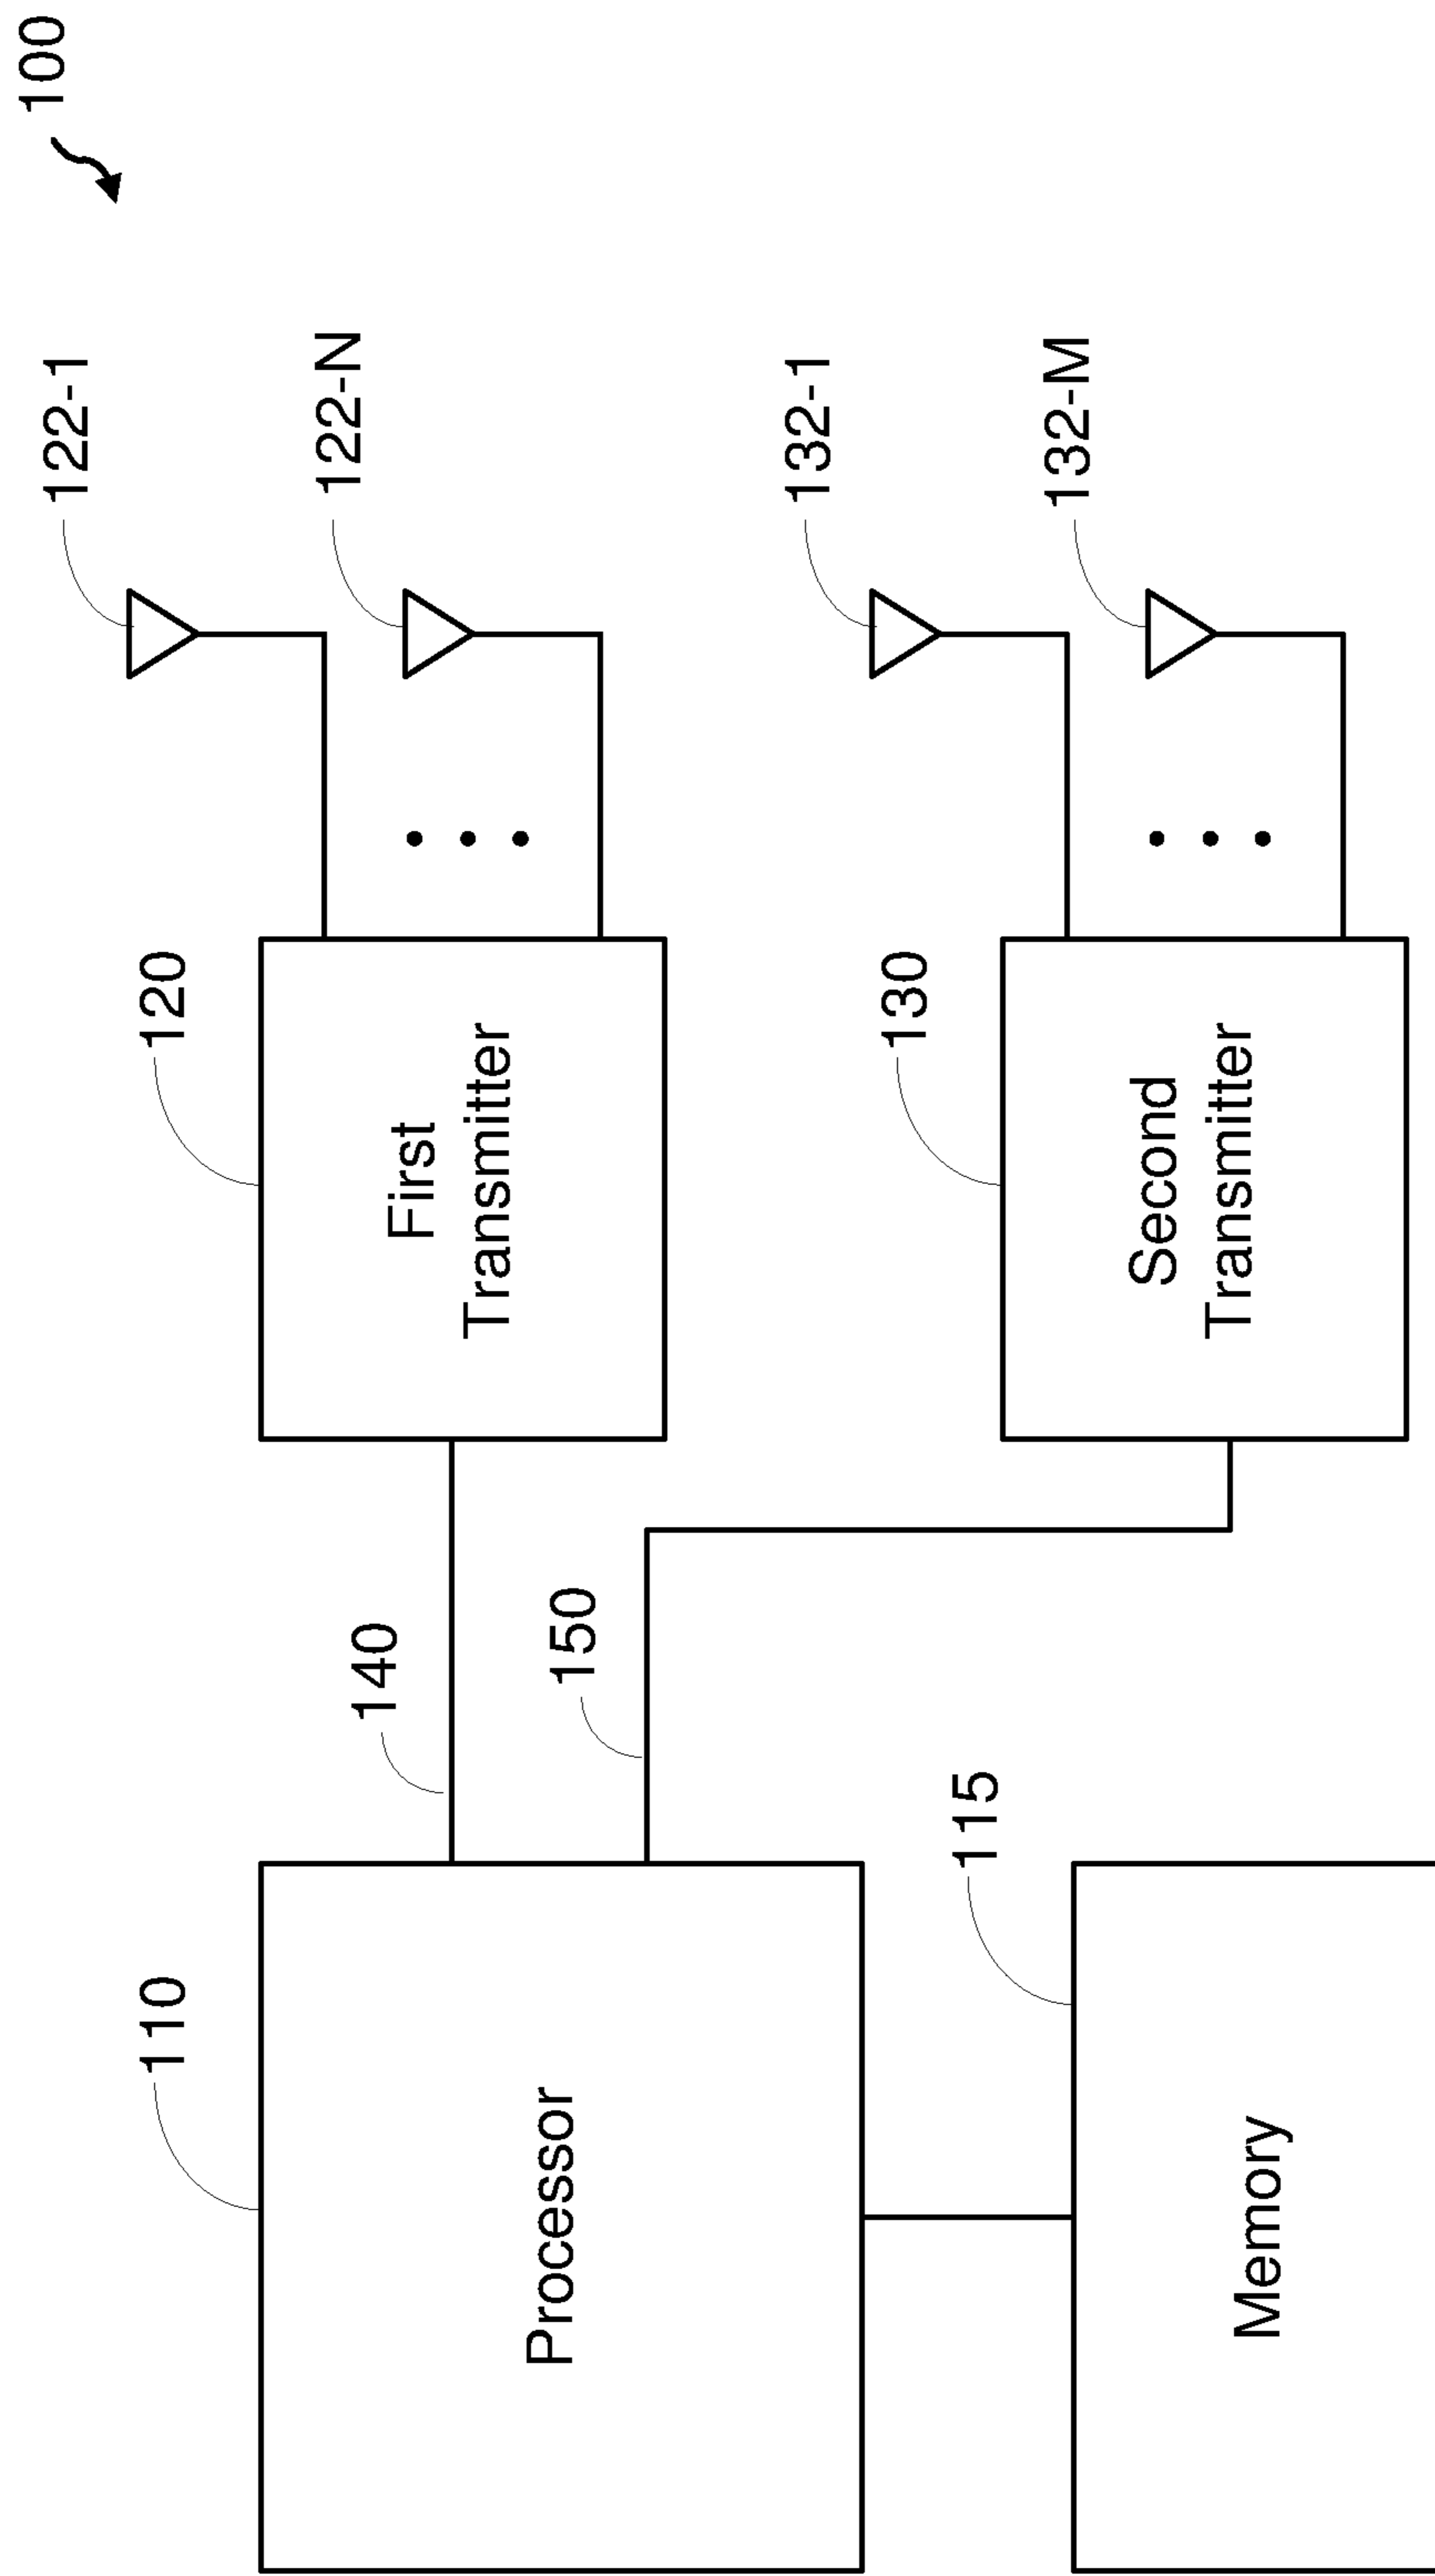 100
122-1
122-N
120
First
Transmitter
140
110
Processor
150
132-1
132-M
130
Second
Transmitter
115
Memory